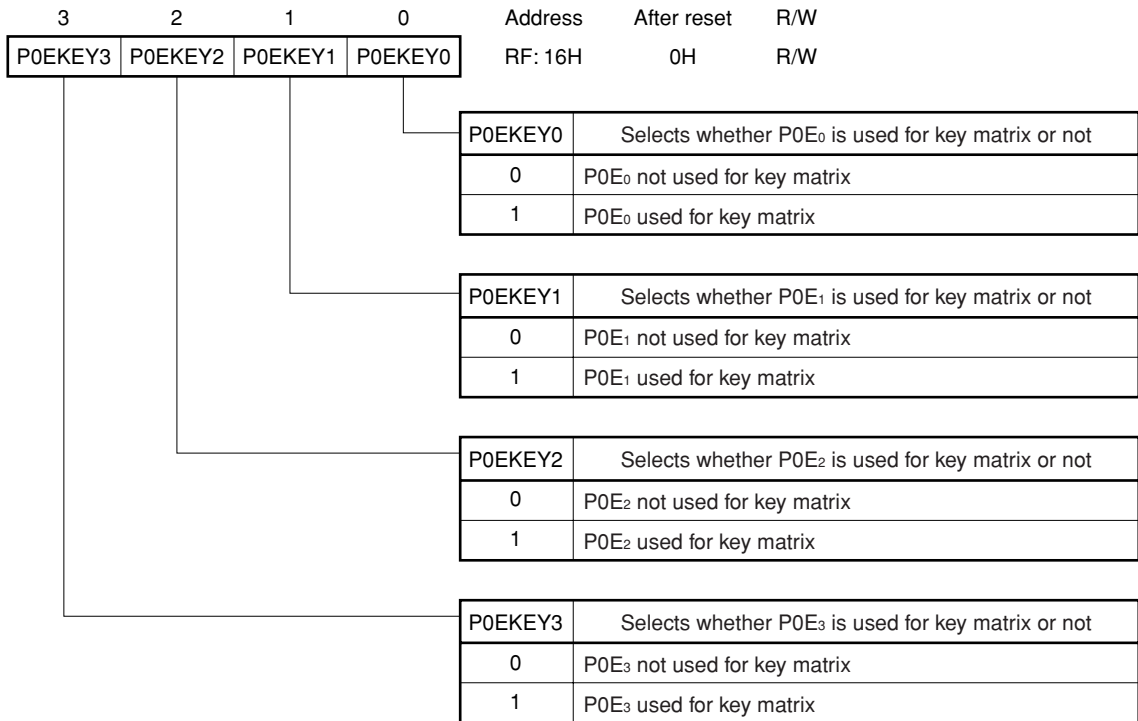 3 2 1 0 Address After reset R/W
P0EKEY3 P0EKEY2 P0EKEY1 P0EKEY0 RF: 16H 0H R/W
P0EKEY0 Selects whether P0E₀ is used for key matrix or not
0 P0E₀ not used for key matrix
1 P0E₀ used for key matrix
P0EKEY1 Selects whether P0E₁ is used for key matrix or not
0 P0E₁ not used for key matrix
1 P0E₁ used for key matrix
P0EKEY2 Selects whether P0E₂ is used for key matrix or not
0 P0E₂ not used for key matrix
1 P0E₂ used for key matrix
P0EKEY3 Selects whether P0E₃ is used for key matrix or not
0 P0E₃ not used for key matrix
1 P0E₃ used for key matrix